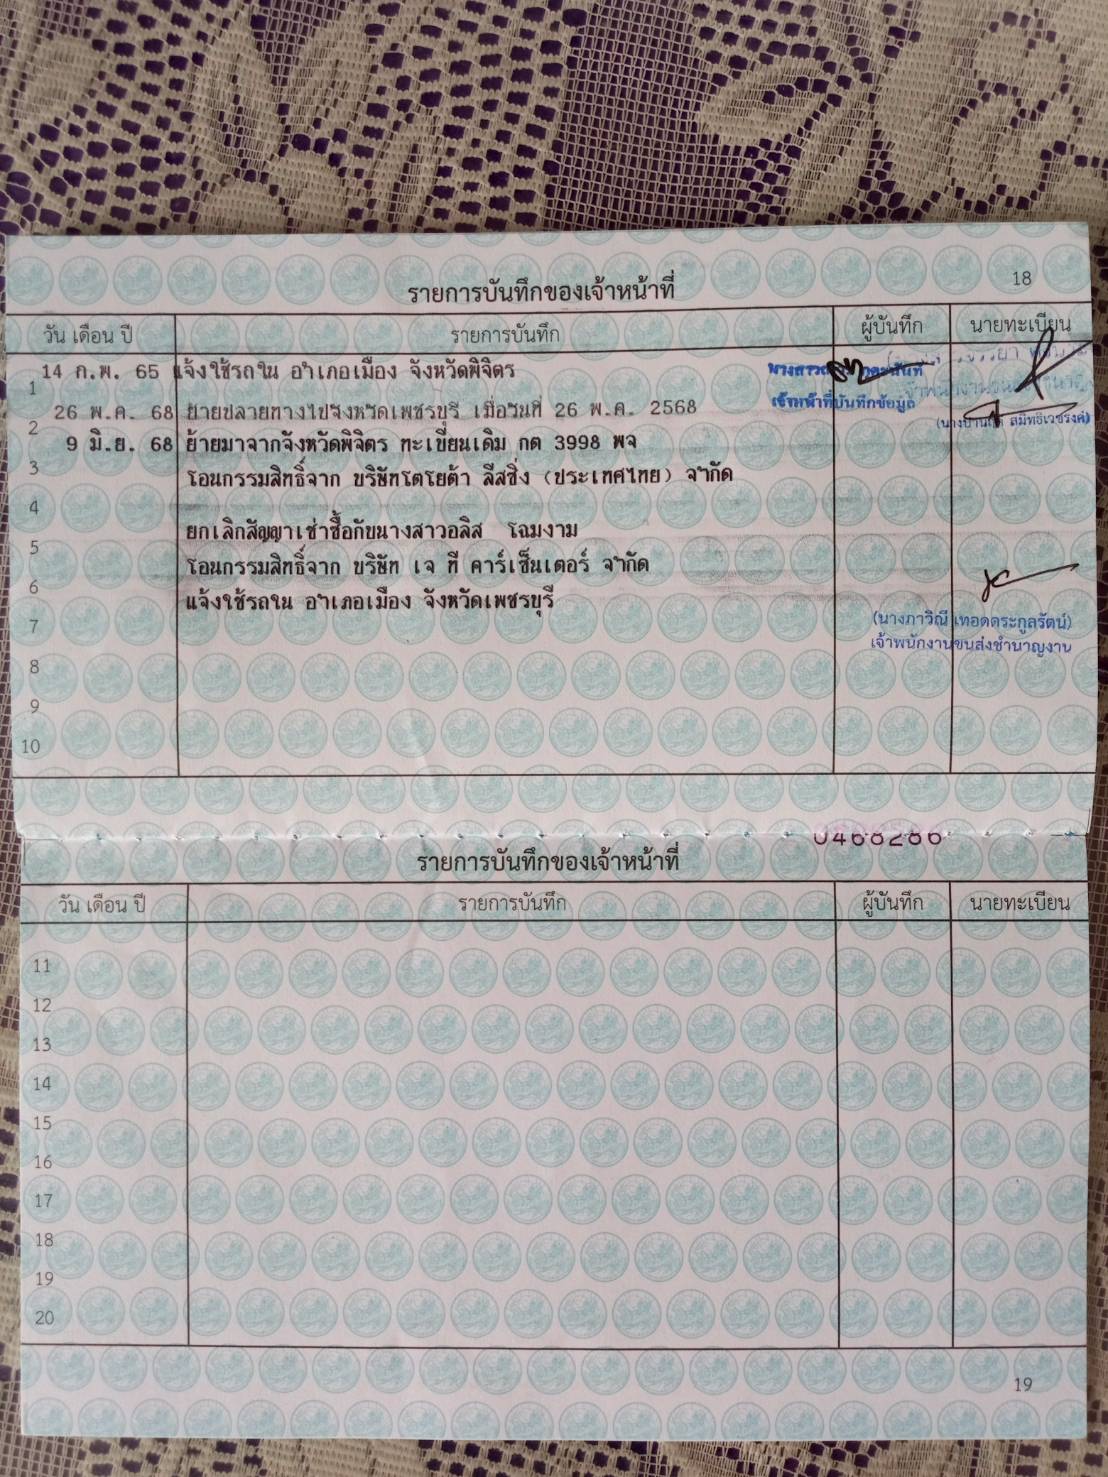 18
รายการบันทึกของเจ้าหน้าที่
วัน เดือน ปี รายการบันทึก ผู้บันทึก นายทะเบียน
1 14 ก.พ. 65 แจ้งใช้รถใน อำเภอเมือง จังหวัดพิจิตร
เจ้าหน้าที่บันทึกข้อมูล
2 26 พ.ค. 68 ย้ายปลายทางไปจังหวัดเพชรบุรี เมื่อวันที่ 26 พ.ค. 2568
3 9 มิ.ย. 68 ย้ายมาจากจังหวัดพิจิตร ทะเบียนเดิม กต 3998 พจ
4 โอนกรรมสิทธิ์จาก บริษัทโตโยต้า ลีสซิ่ง (ประเทศไทย) จำกัด
5 ยกเลิกสัญญาเช่าซื้อกับนางสาวอลิส โฉมงาม
6 โอนกรรมสิทธิ์จาก บริษัท เจ ที คาร์เซ็นเตอร์ จำกัด
7 แจ้งใช้รถใน อำเภอเมือง จังหวัดเพชรบุรี
(นางภาวิณี เทอดตระกูลรัตน์)
เจ้าพนักงานขนส่งชำนาญงาน
8
9
10
0468286
รายการบันทึกของเจ้าหน้าที่
วัน เดือน ปี รายการบันทึก ผู้บันทึก นายทะเบียน
11
12
13
14
15
16
17
18
19
20
19